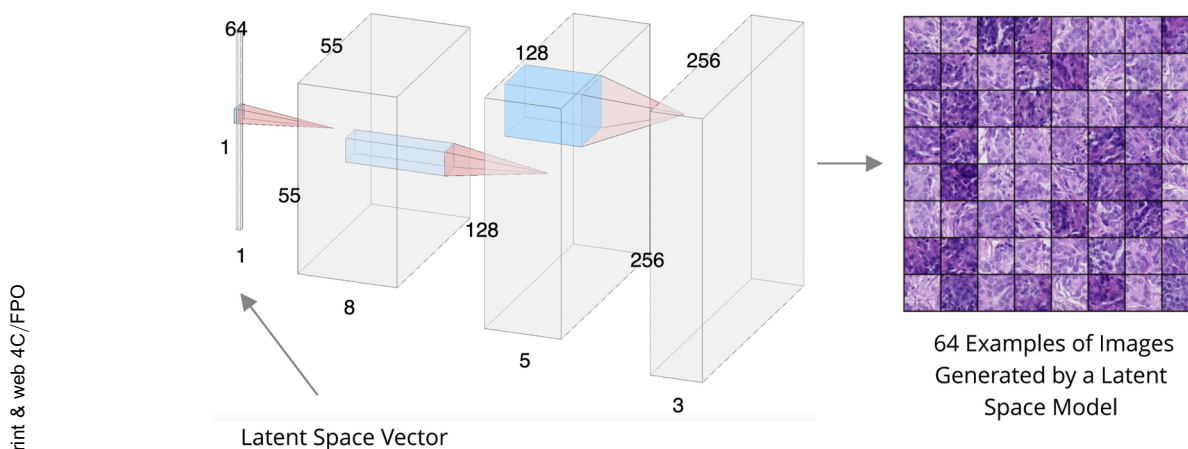 64
1
1
55
55
8
128
128
5
256
256
3
Latent Space Vector
64 Examples of Images
Generated by a Latent
Space Model
rint & web 4C/FPO